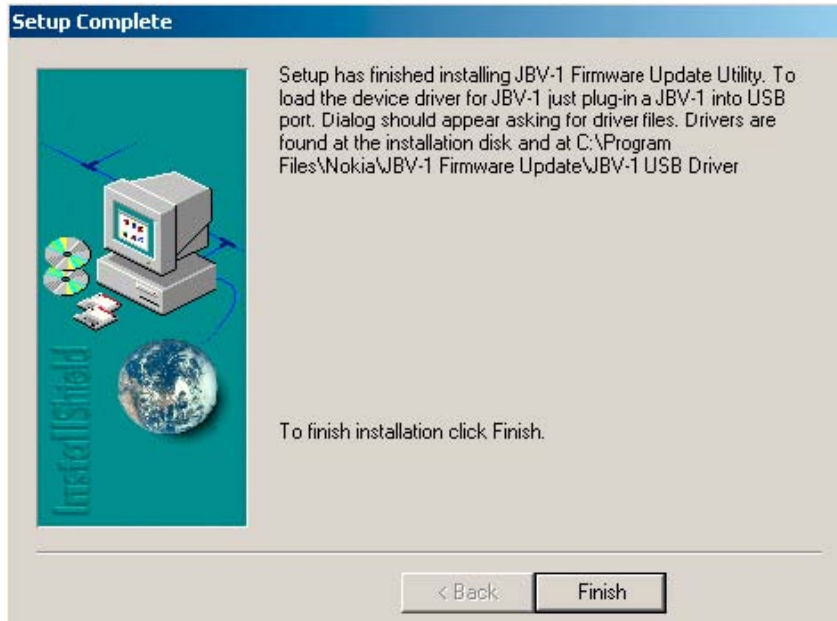 Setup Complete
Setup has finished installing JBV-1 Firmware Update Utility. To
load the device driver for JBV-1 just plug-in a JBV-1 into USB
port. Dialog should appear asking for driver files. Drivers are
found at the installation disk and at C:\Program
Files\Nokia\JBV-1 Firmware Update\JBV-1 USB Driver
InstallShield
To finish installation click Finish.
< Back
Finish